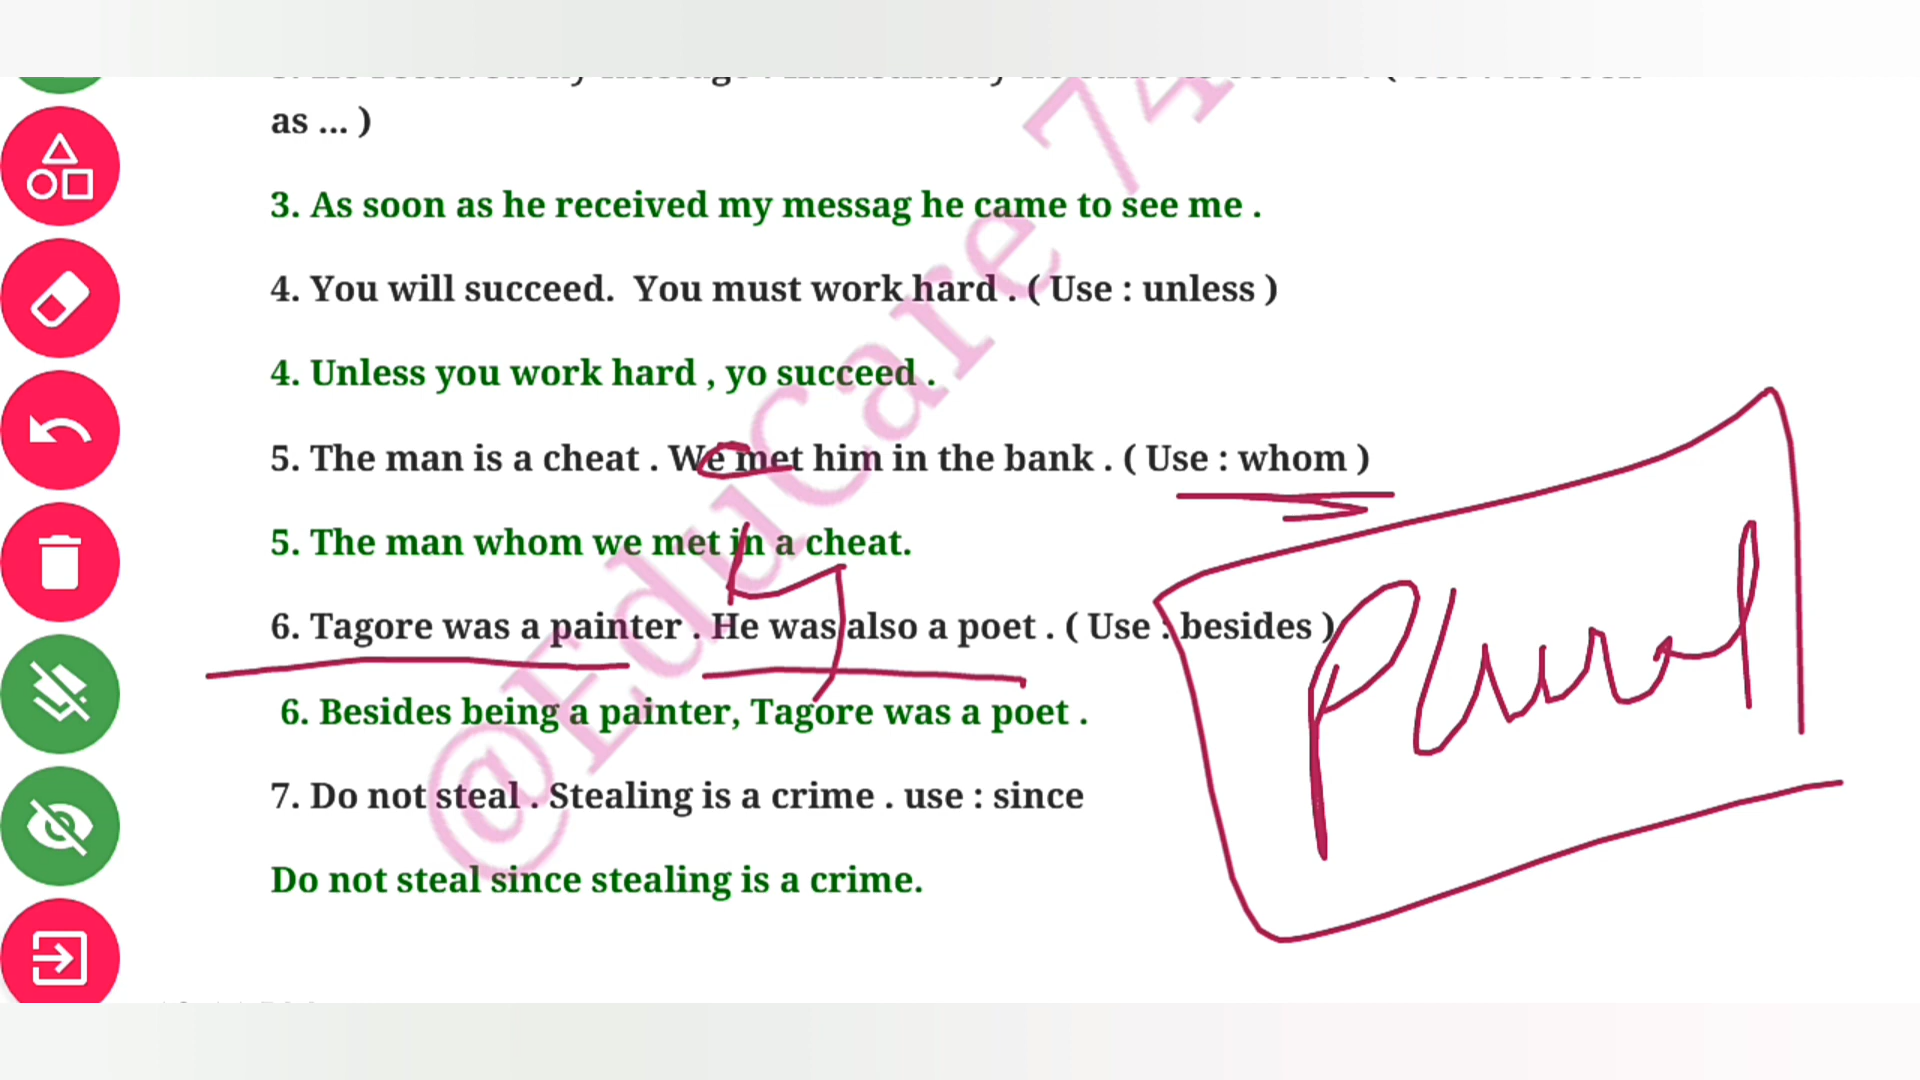 as ... )
3. As soon as he received my messag he came to see me .
4. You will succeed.  You must work hard . ( Use : unless )
4. Unless you work hard , yo succeed .
5. The man is a cheat . We met him in the bank . ( Use : whom )
5. The man whom we met in a cheat.
6. Tagore was a painter . He was also a poet . ( Use : besides )
6. Besides being a painter, Tagore was a poet .
7. Do not steal . Stealing is a crime . use : since
Do not steal since stealing is a crime.
Plural
@EduCare 74